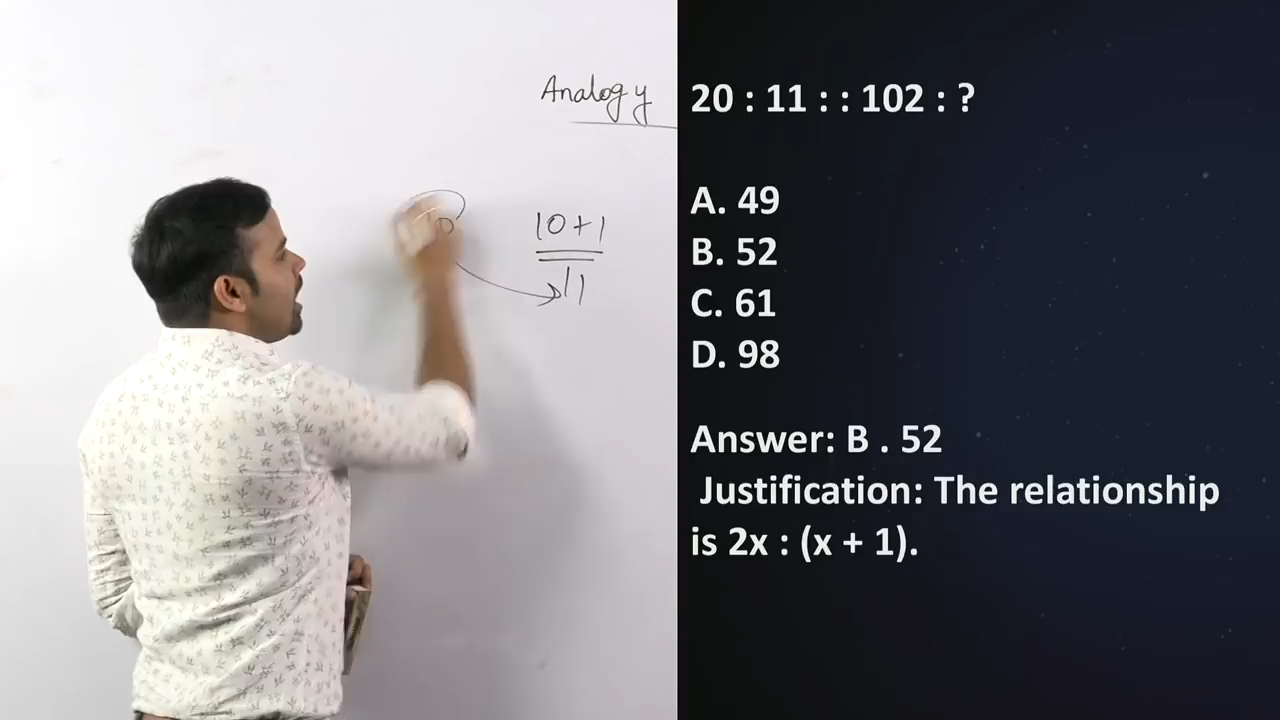 Analogy
10+1
11
20 : 11 : : 102 : ?
A. 49
B. 52
C. 61
D. 98
Answer: B . 52
Justification: The relationship
is 2x : (x + 1).